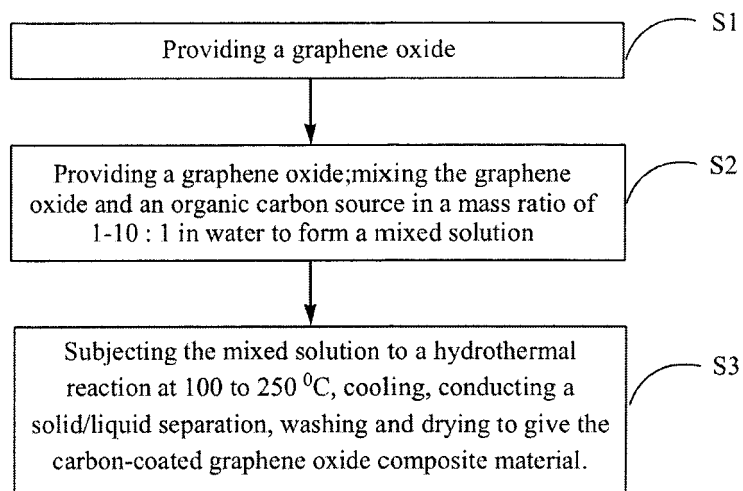 Providing a graphene oxide
S1
Providing a graphene oxide;mixing the graphene
oxide and an organic carbon source in a mass ratio of
1-10 : 1 in water to form a mixed solution
S2
Subjecting the mixed solution to a hydrothermal
reaction at 100 to 250 ⁰C, cooling, conducting a
solid/liquid separation, washing and drying to give the
carbon-coated graphene oxide composite material.
S3